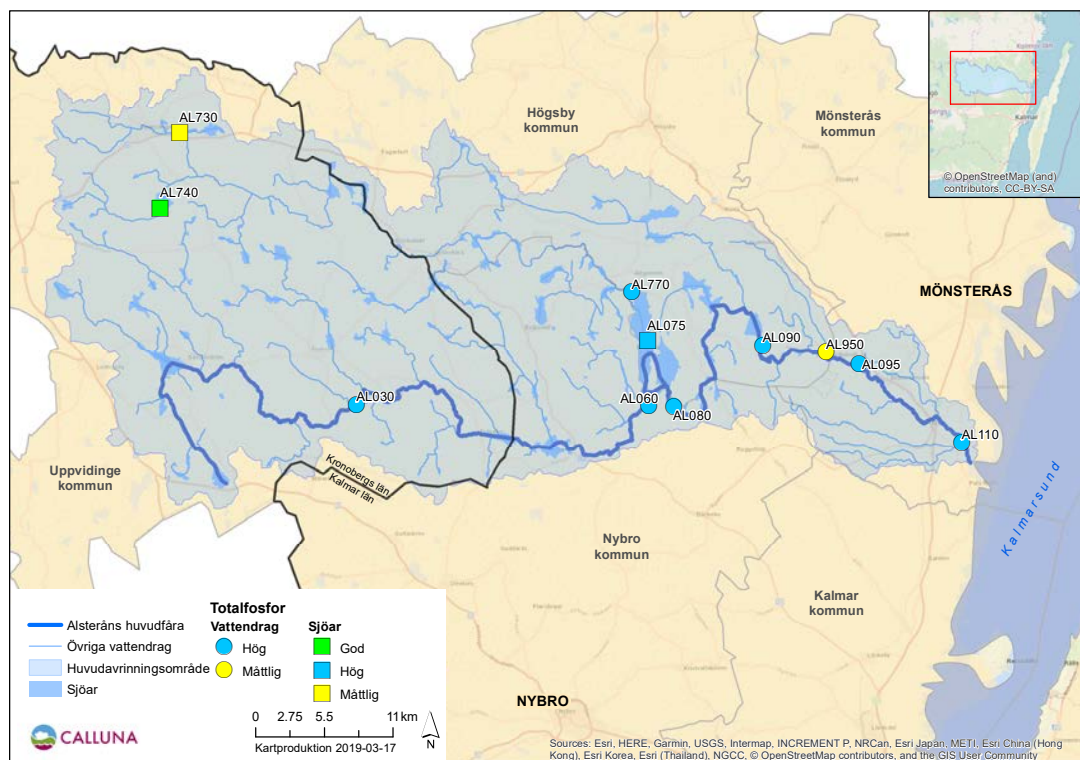 Högsby
kommun
Mönsterås
kommun
© OpenStreetMap (and)
contributors, CC-BY-SA
Kalmar
AL730
AL740
AL770
MÖNSTERÅS
AL075
AL090
AL950
AL095
AL030
AL060
AL080
AL110
Uppvidinge
kommun
Kronobergs län
Kalmar län
Kalmarsund
Nybro
kommun
Kalmar
kommun
NYBRO
Totalfosfor
Vattendrag
Sjöar
Alsteråns huvudfåra
Övriga vattendrag
Huvudavrinningsområde
Sjöar
Hög
Måttlig
God
Hög
Måttlig
0 2.75 5.5 11 km
Kartproduktion 2019-03-17
N
CALLUNA
Sources: Esri, HERE, Garmin, USGS, Intermap, INCREMENT P, NRCan, Esri Japan, METI, Esri China (Hong
Kong), Esri Korea, Esri (Thailand), NGCC, © OpenStreetMap contributors, and the GIS User Community